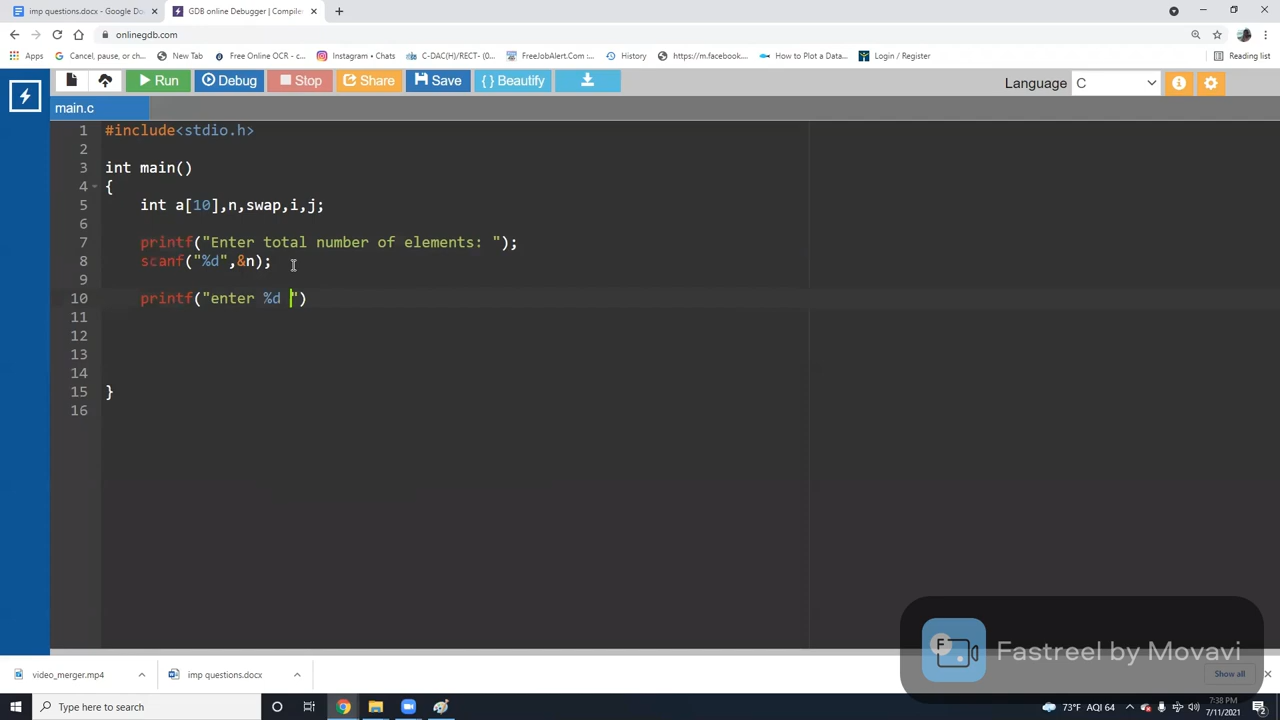 imp questions.docx - Google Do
GDB online Debugger | Compile
onlinegdb.com
Apps
Cancel, pause, or ch...
New Tab
Free Online OCR - c...
Instagram • Chats
C-DAC(H)/RECT- (0...
FreeJobAlert.Com :...
History
https://m.facebook....
How to Plot a Data...
Login / Register
Reading list
Run
Debug
Stop
Share
Save
{ } Beautify
Language C
main.c
1 #include<stdio.h>
2
3 int main()
4 {
5 int a[10],n,swap,i,j;
6
7 printf("Enter total number of elements: ");
8 scanf("%d",&n);
9
10 printf("enter %d ")
11
12
13
14
15 }
16
Fastreel by Movavi
video_merger.mp4
imp questions.docx
Show all
Type here to search
73°F AQI 64
7:38 PM
7/11/2021
2